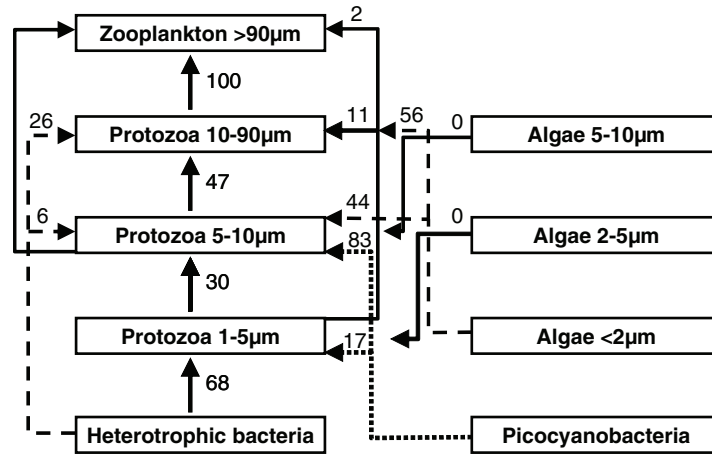 2
Zooplankton >90µm
100
26
11
56
0
Protozoa 10-90µm
Algae 5-10µm
47
6
44
0
Protozoa 5-10µm
83
Algae 2-5µm
30
Protozoa 1-5µm
17
Algae <2µm
68
Heterotrophic bacteria
Picocyanobacteria